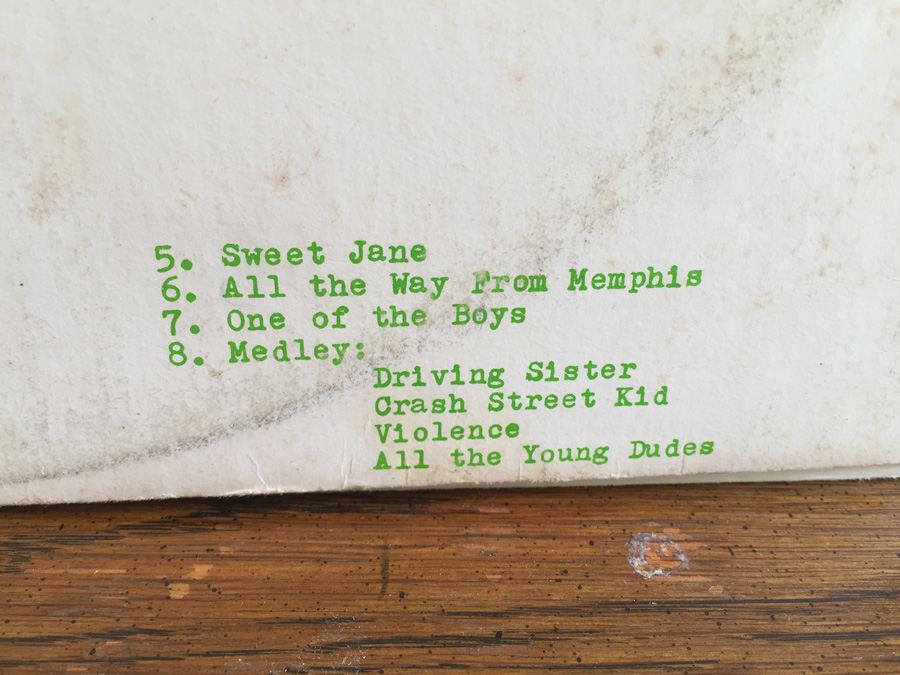 5. Sweet Jane
6. All the Way From Memphis
7. One of the Boys
8. Medley:
Driving Sister
Crash Street Kid
Violence
All the Young Dudes